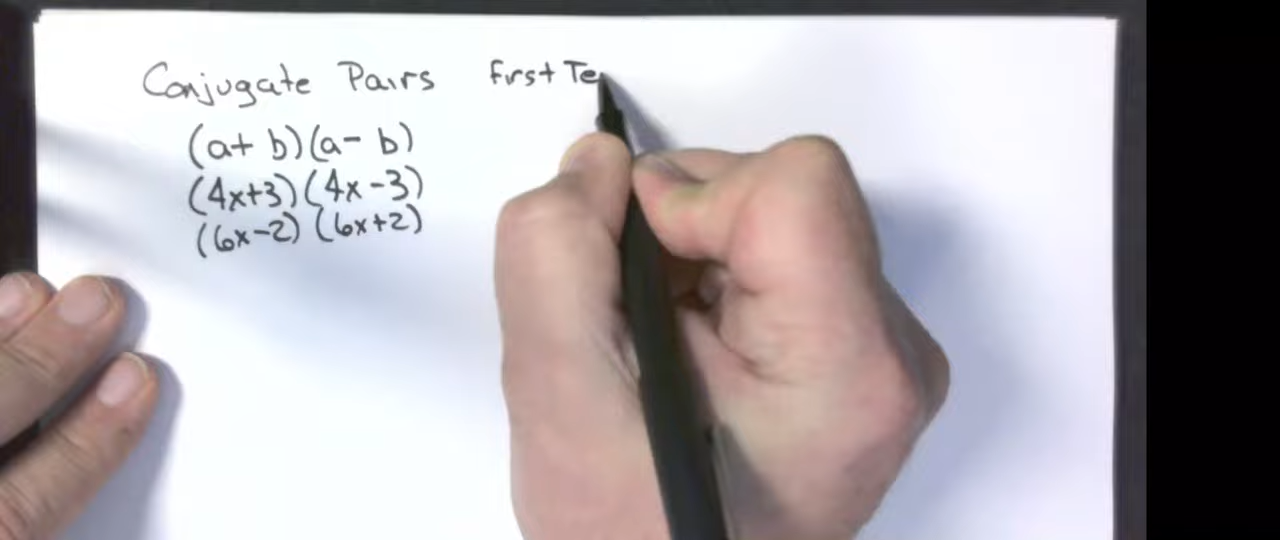 Conjugate Pairs First Te
(a+ b)(a- b)
(4x+3)(4x-3)
(6x-2)(6x+2)